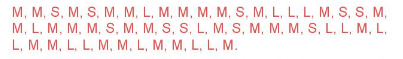 M, M, S, M, S, M, M, L, M, M, M, M, S, M, L, L, L, M, S, S, M,
M, L, M, M, M, S, M, M, S, S, L, M, S, M, M, M, S, L, L, M, L,
L, M, M, L, L, M, M, L, M, M, L, L, M.